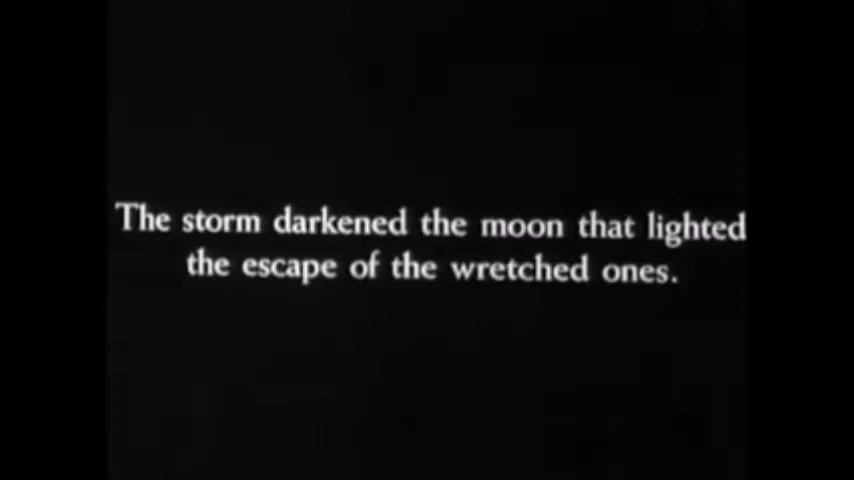 The storm darkened the moon that lighted
the escape of the wretched ones.